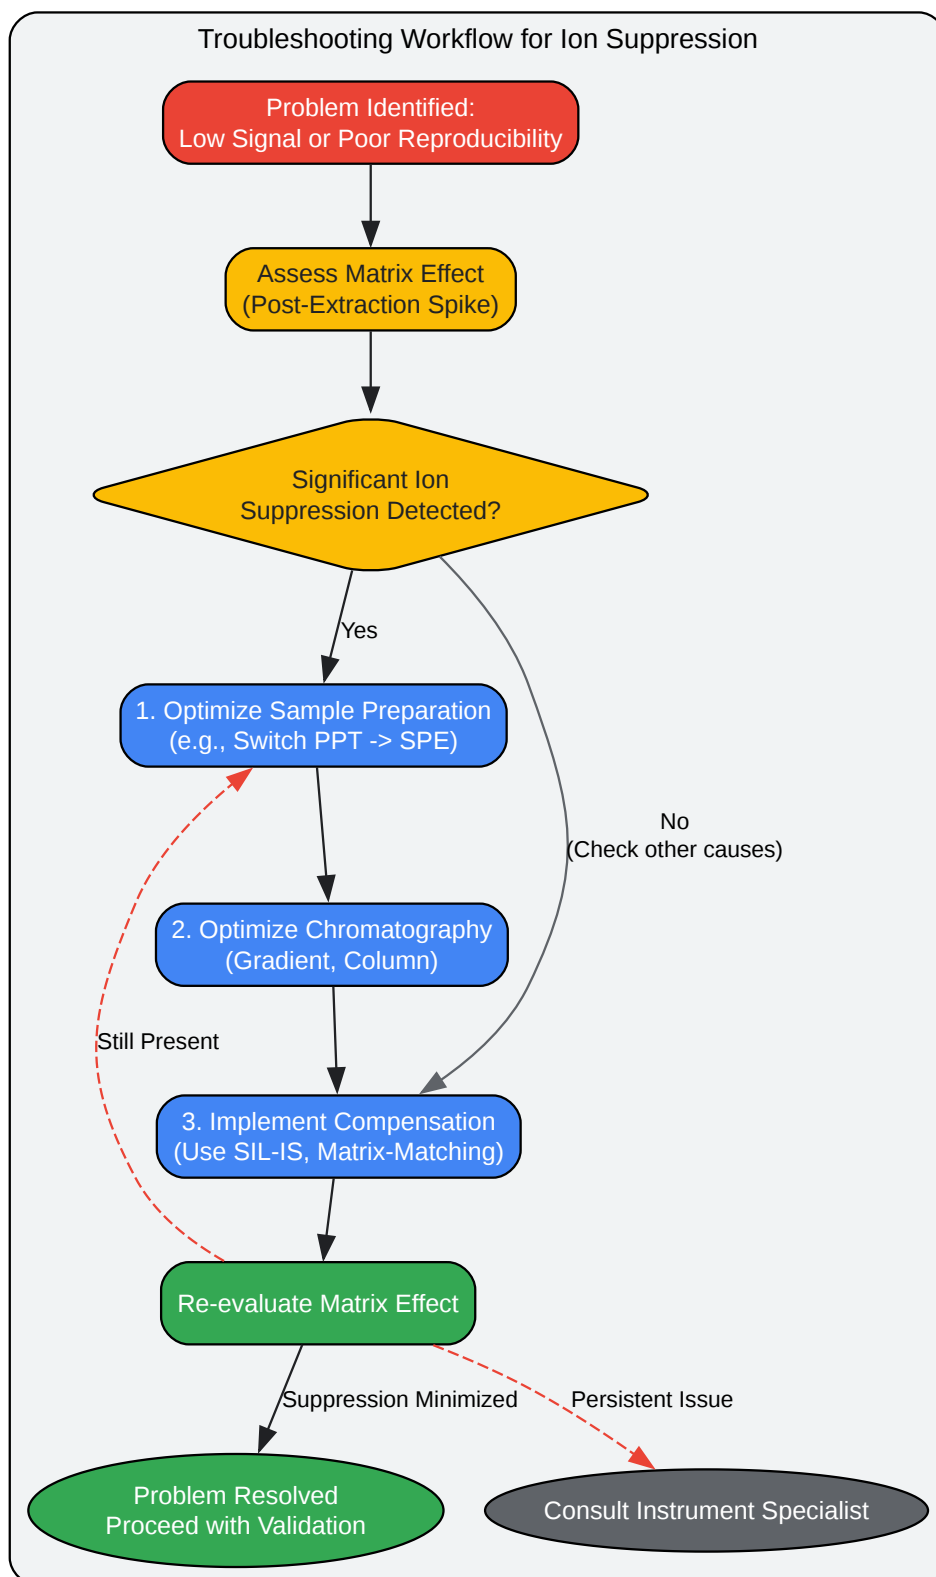 Troubleshooting Workflow for Ion Suppression
Problem Identified:
Low Signal or Poor Reproducibility
Assess Matrix Effect
(Post-Extraction Spike)
Significant Ion
Suppression Detected?
Yes
1. Optimize Sample Preparation
(e.g., Switch PPT -> SPE)
No
(Check other causes)
2. Optimize Chromatography
(Gradient, Column)
Still Present
3. Implement Compensation
(Use SIL-IS, Matrix-Matching)
Re-evaluate Matrix Effect
Suppression Minimized
Persistent Issue
Problem Resolved
Proceed with Validation
Consult Instrument Specialist